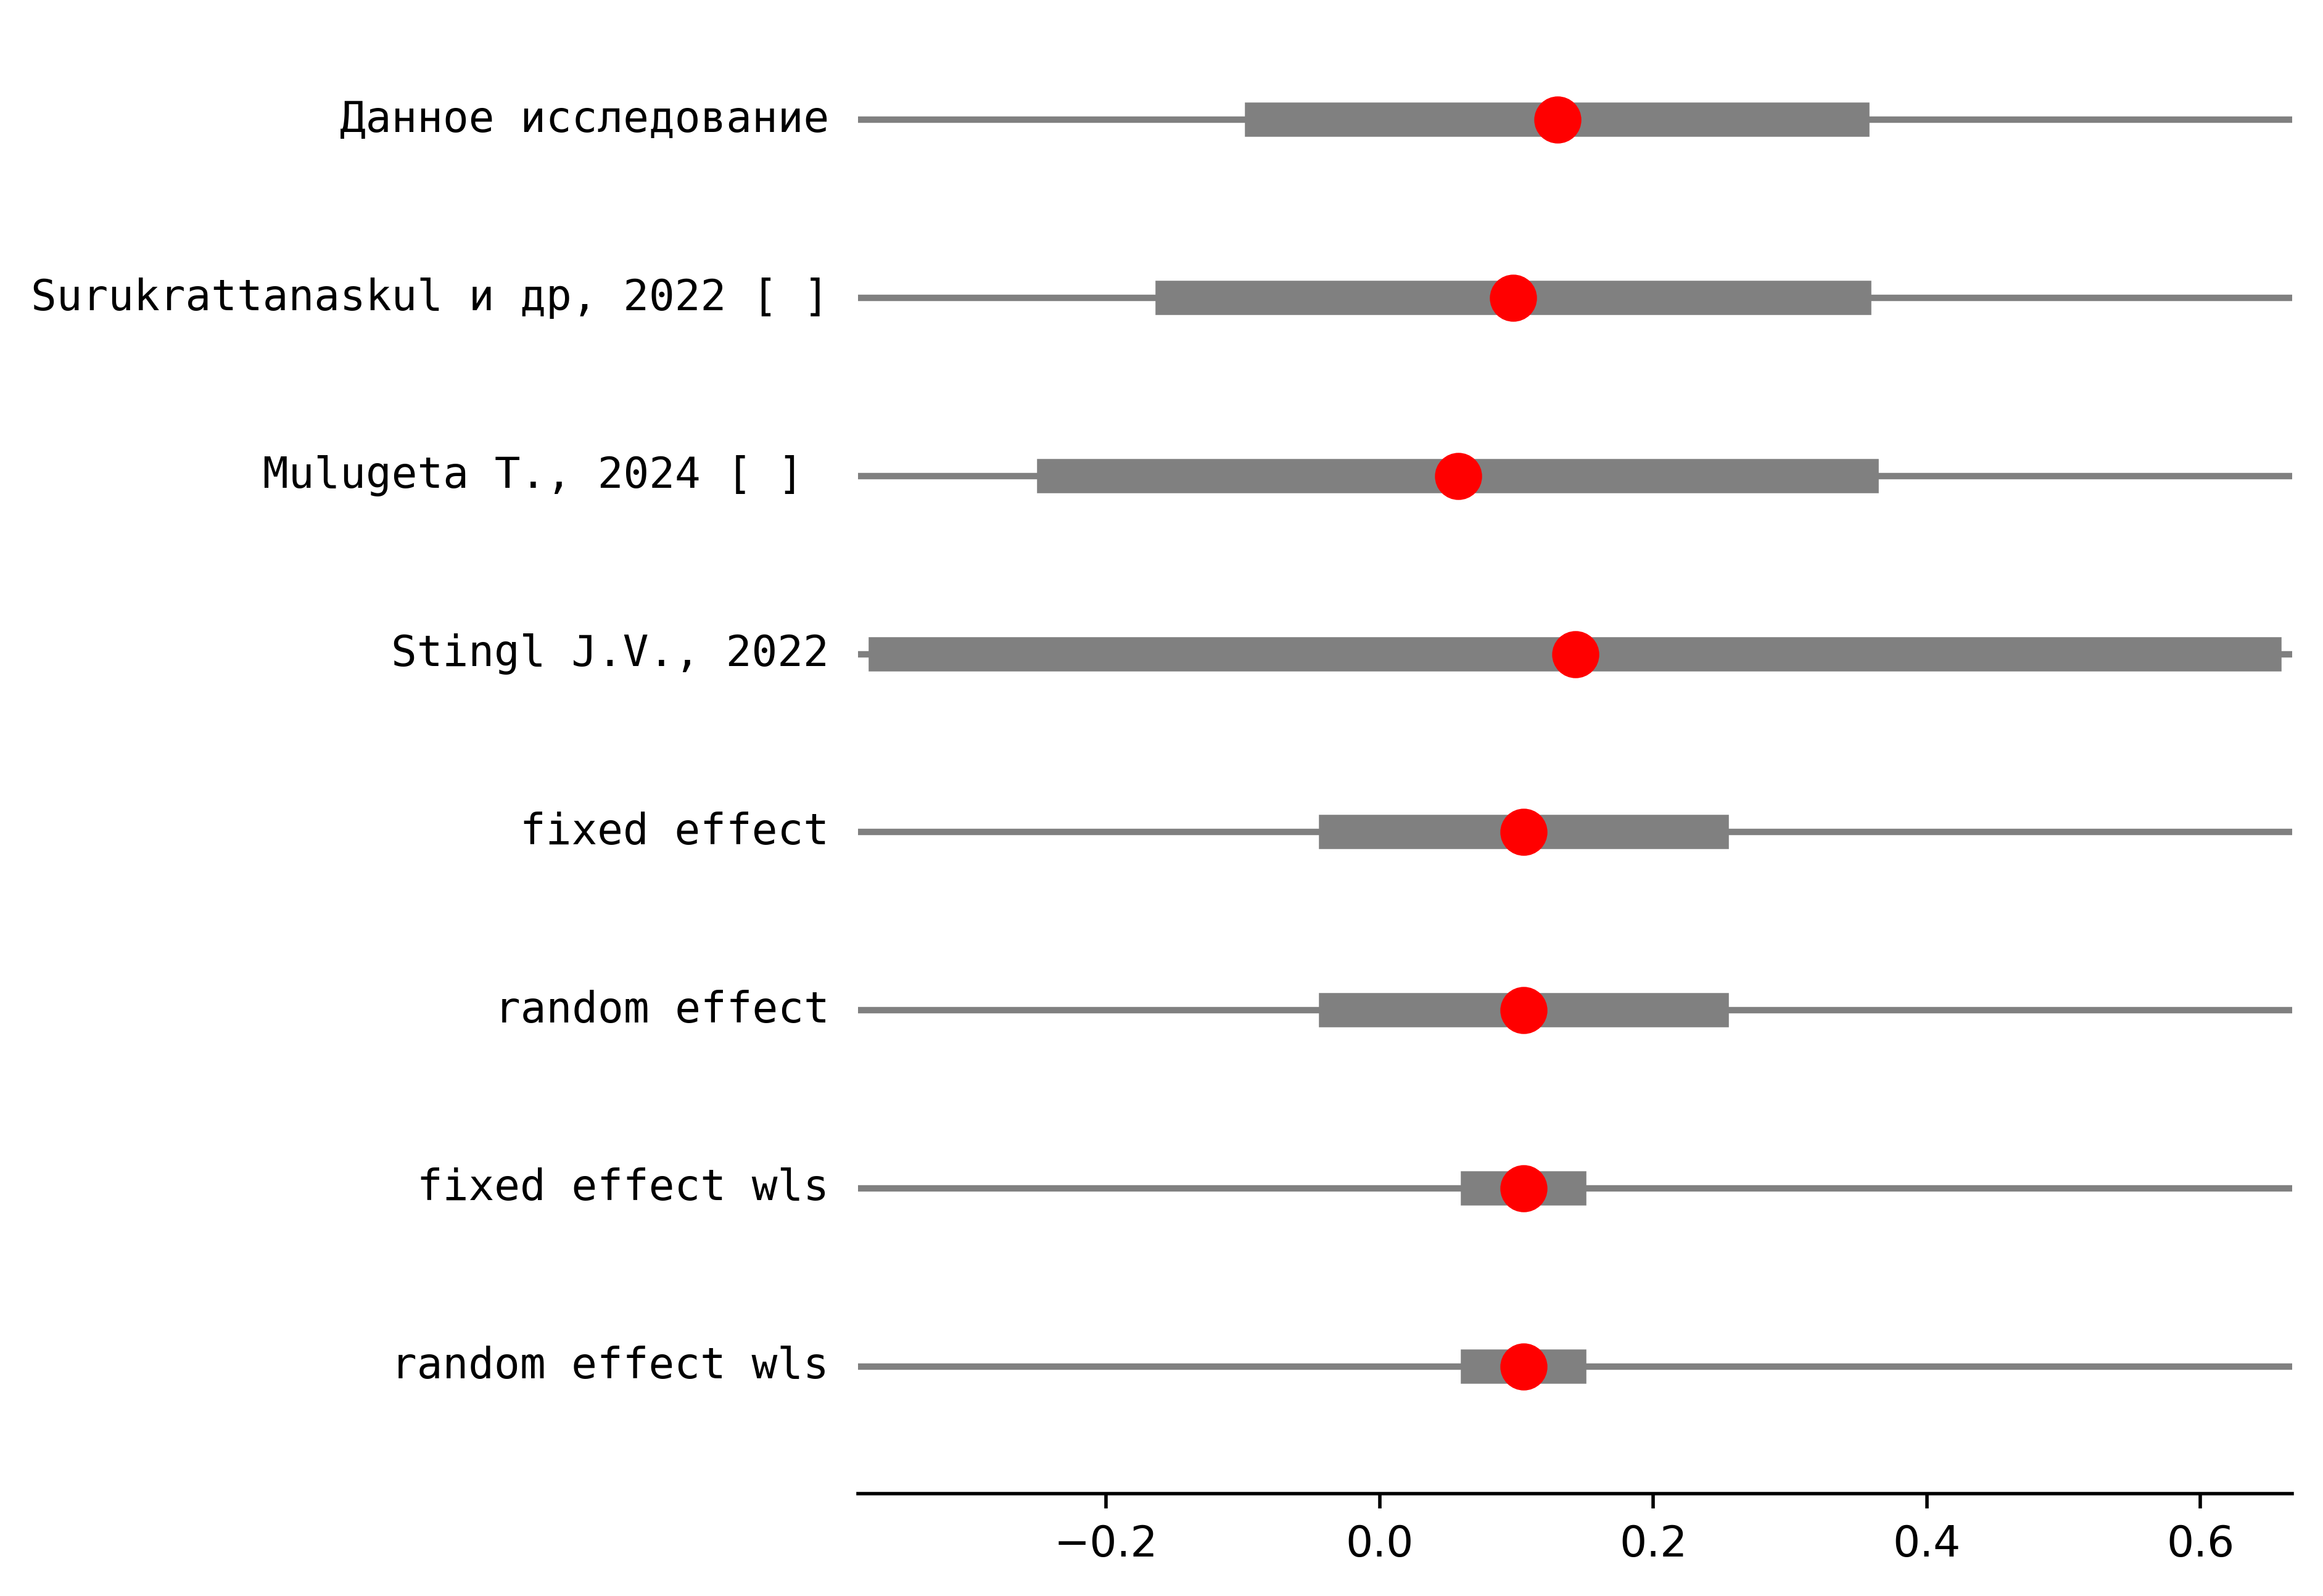 Данное исследование
Surukrattanaskul и др, 2022 [ ]
Mulugeta T., 2024 [ ]
Stingl J.V., 2022
fixed effect
random effect
fixed effect wls
random effect wls
−0.2 0.0 0.2 0.4 0.6